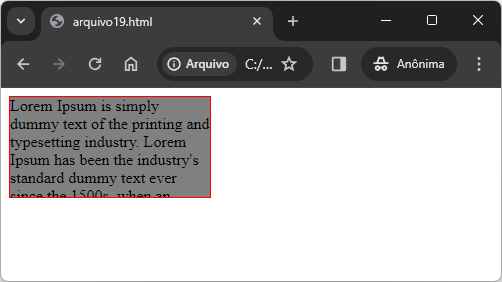 arquivo19.html
Arquivo C:/... Anônima
Lorem Ipsum is simply
dummy text of the printing and
typesetting industry. Lorem
Ipsum has been the industry's
standard dummy text ever
since the 1500s, when an